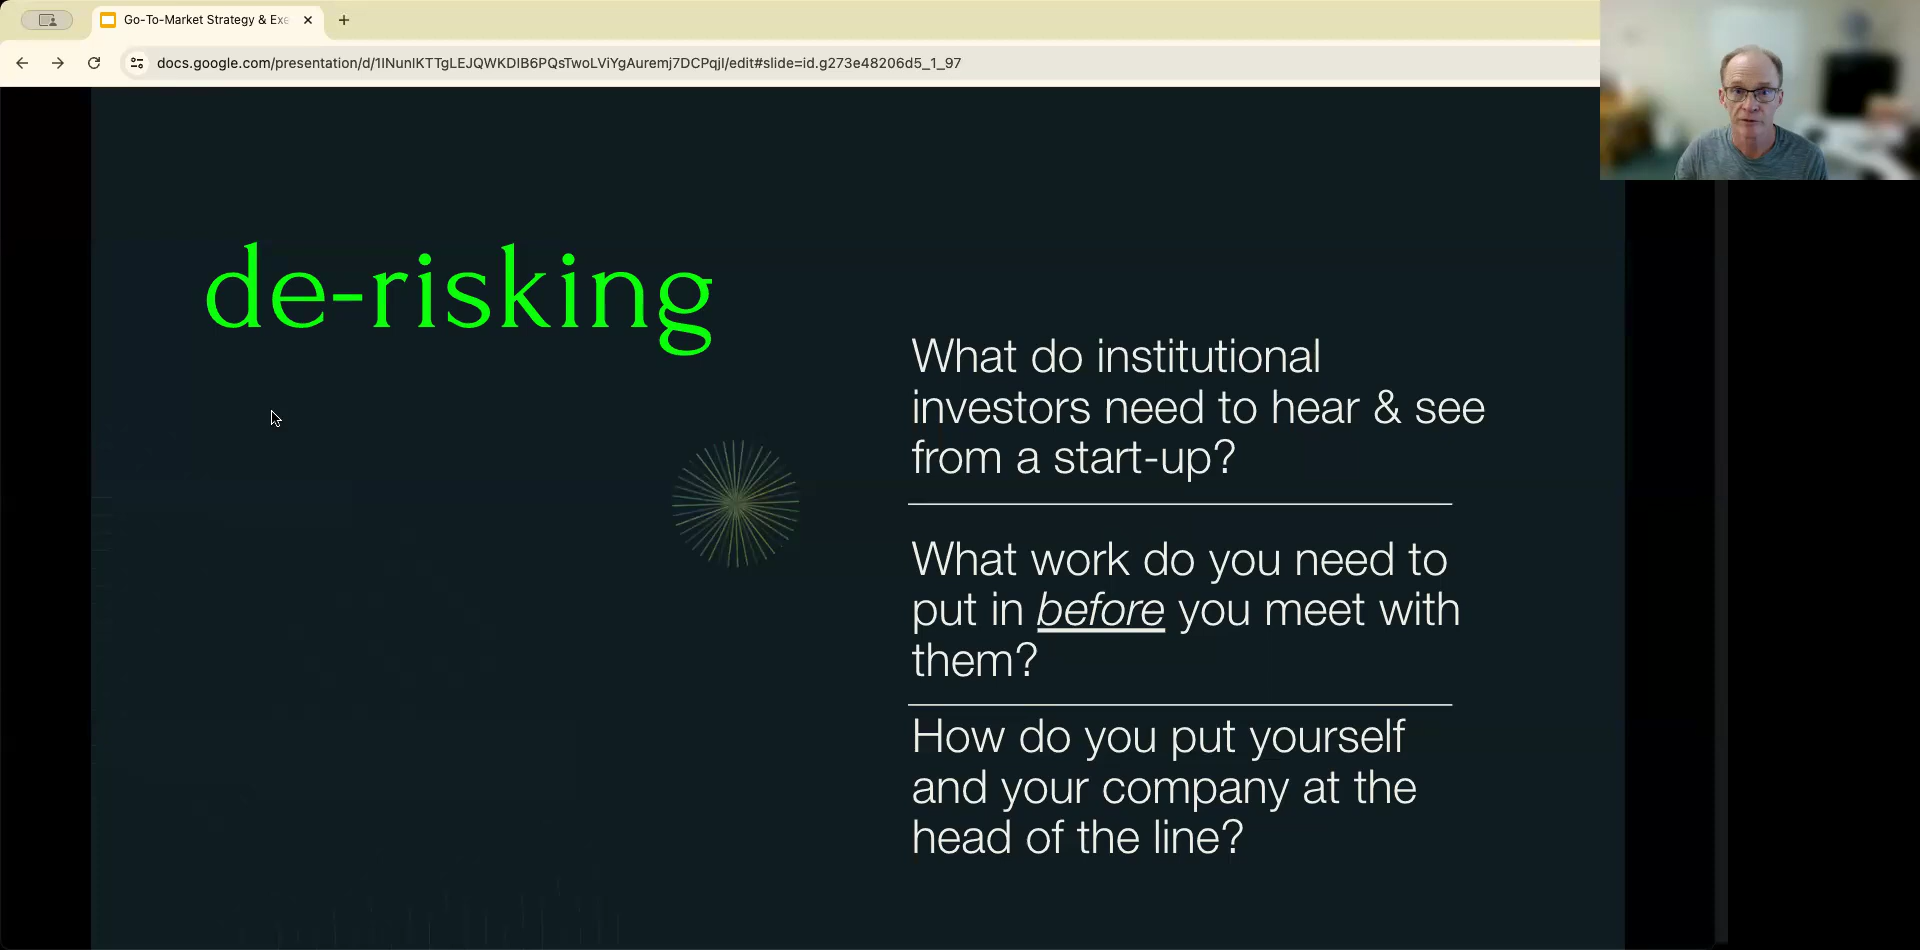 Go-To-Market Strategy & Exe
docs.google.com/presentation/d/1INunIKTTgLEJQWKDIB6PQsTwoLViYgAuremj7DCPqjI/edit#slide=id.g273e48206d5_1_97
de-risking
What do institutional
investors need to hear & see
from a start-up?
What work do you need to
put in before you meet with
them?
How do you put yourself
and your company at the
head of the line?